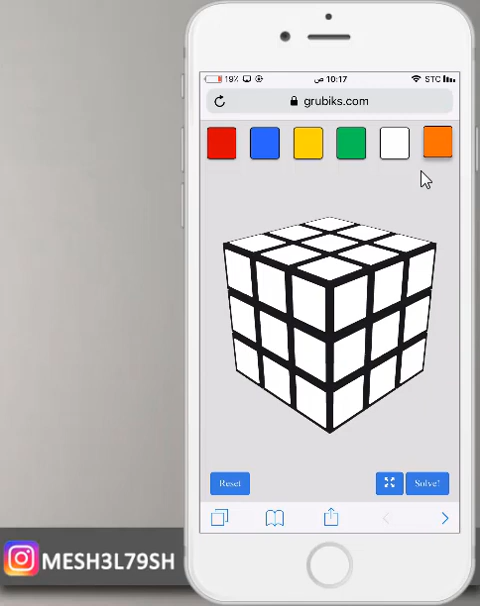 19% 10:17 ص STC
grubiks.com
Reset
Solve!
MESH3L79SH